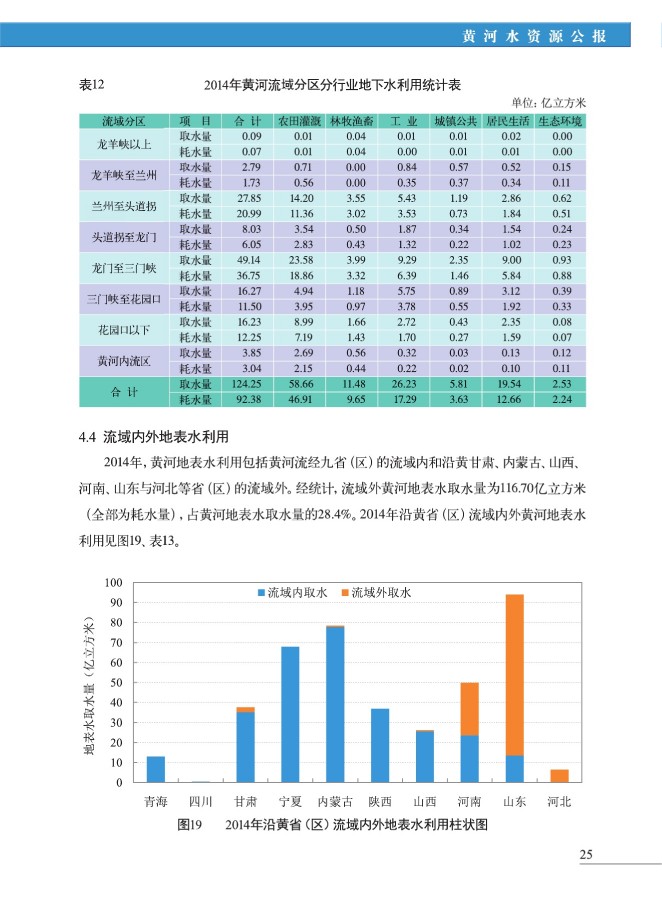 黄河水资源公报
表12 2014年黄河流域分区分行业地下水利用统计表
单位：亿立方米
流域分区 项 目 合 计 农田灌溉 林牧渔畜 工 业 城镇公共 居民生活 生态环境
龙羊峡以上 取水量 0.09 0.01 0.04 0.01 0.01 0.02 0.00
耗水量 0.07 0.01 0.04 0.00 0.01 0.01 0.00
龙羊峡至兰州 取水量 2.79 0.71 0.00 0.84 0.57 0.52 0.15
耗水量 1.73 0.56 0.00 0.35 0.37 0.34 0.11
兰州至头道拐 取水量 27.85 14.20 3.55 5.43 1.19 2.86 0.62
耗水量 20.99 11.36 3.02 3.53 0.73 1.84 0.51
头道拐至龙门 取水量 8.03 3.54 0.50 1.87 0.34 1.54 0.24
耗水量 6.05 2.83 0.43 1.32 0.22 1.02 0.23
龙门至三门峡 取水量 49.14 23.58 3.99 9.29 2.35 9.00 0.93
耗水量 36.75 18.86 3.32 6.39 1.46 5.84 0.88
三门峡至花园口 取水量 16.27 4.94 1.18 5.75 0.89 3.12 0.39
耗水量 11.50 3.95 0.97 3.78 0.55 1.92 0.33
花园口以下 取水量 16.23 8.99 1.66 2.72 0.43 2.35 0.08
耗水量 12.25 7.19 1.43 1.70 0.27 1.59 0.07
黄河内流区 取水量 3.85 2.69 0.56 0.32 0.03 0.13 0.12
耗水量 3.04 2.15 0.44 0.22 0.02 0.10 0.11
合 计 取水量 124.25 58.66 11.48 26.23 5.81 19.54 2.53
耗水量 92.38 46.91 9.65 17.29 3.63 12.66 2.24
4.4 流域内外地表水利用
2014年，黄河地表水利用包括黄河流经九省（区）的流域内和沿黄甘肃、内蒙古、山西、
河南、山东与河北等省（区）的流域外。经统计，流域外黄河地表水取水量为116.70亿立方米
（全部为耗水量），占黄河地表水取水量的28.4%。2014年沿黄省（区）流域内外黄河地表水
利用见图19、表13。
地表水取水量（亿立方米）
100
90
80
70
60
50
40
30
20
10
0
流域内取水 流域外取水
青海 四川 甘肃 宁夏 内蒙古 陕西 山西 河南 山东 河北
图19 2014年沿黄省（区）流域内外地表水利用柱状图
25